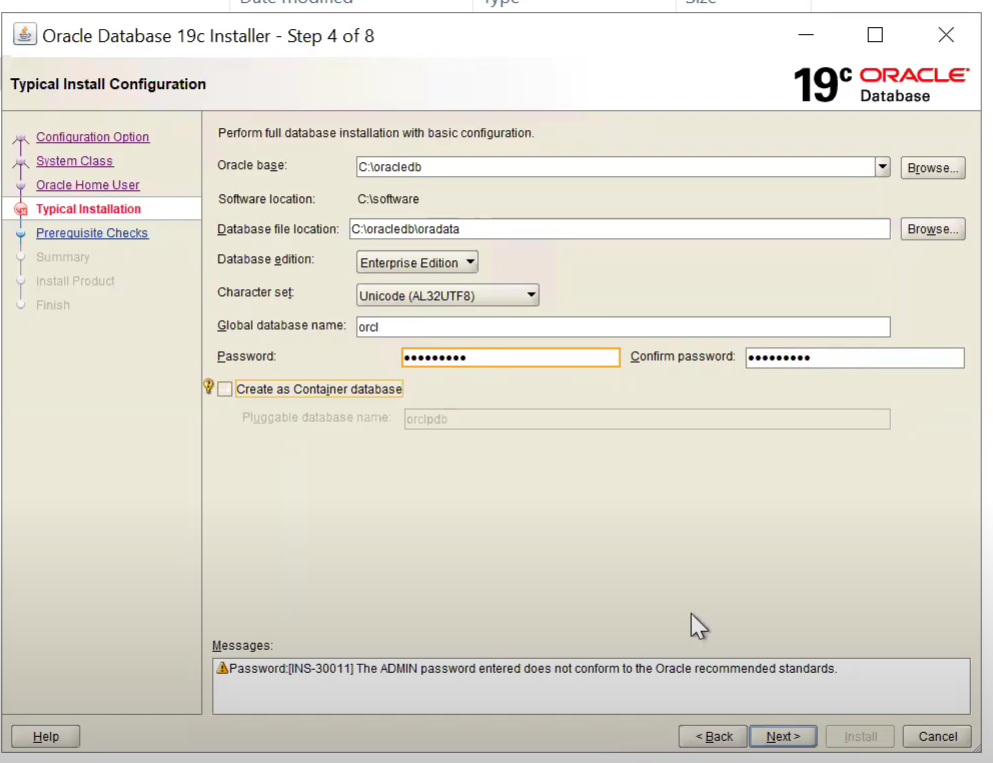 Date modified Type Size
Oracle Database 19c Installer - Step 4 of 8
Typical Install Configuration
19c ORACLE
Database
Configuration Option
System Class
Oracle Home User
Typical Installation
Prerequisite Checks
Summary
Install Product
Finish
Perform full database installation with basic configuration.
Oracle base: C:\oracledb Browse...
Software location: C:\software
Database file location: C:\oracledb\oradata Browse...
Database edition: Enterprise Edition
Character set: Unicode (AL32UTF8)
Global database name: orcl
Password: ••••••••• Confirm password: •••••••••
Create as Container database
Pluggable database name: orclpdb
Messages:
Password:[INS-30011] The ADMIN password entered does not conform to the Oracle recommended standards.
Help < Back Next > Install Cancel